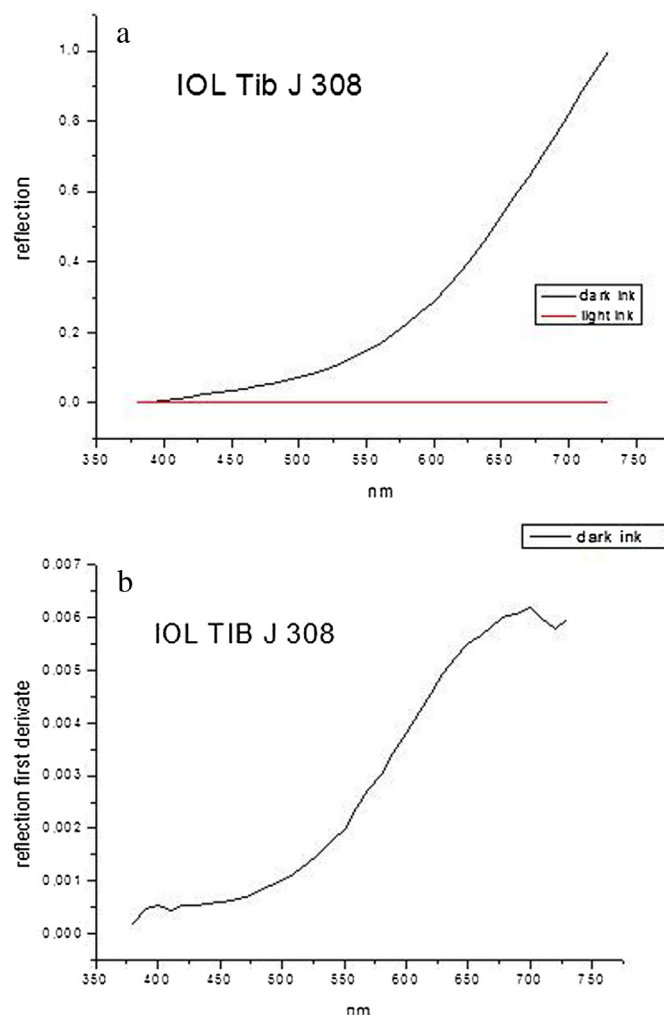 a
IOL Tib J 308
1.0
0.8
0.6
0.4
0.2
0.0
reflection
dark ink
light ink
350 400 450 500 550 600 650 700 750
nm
dark ink
b
IOL TIB J 308
0.007
0.006
0.005
0.004
0.003
0.002
0.001
0.000
reflection first derivate
350 400 450 500 550 600 650 700 750
nm